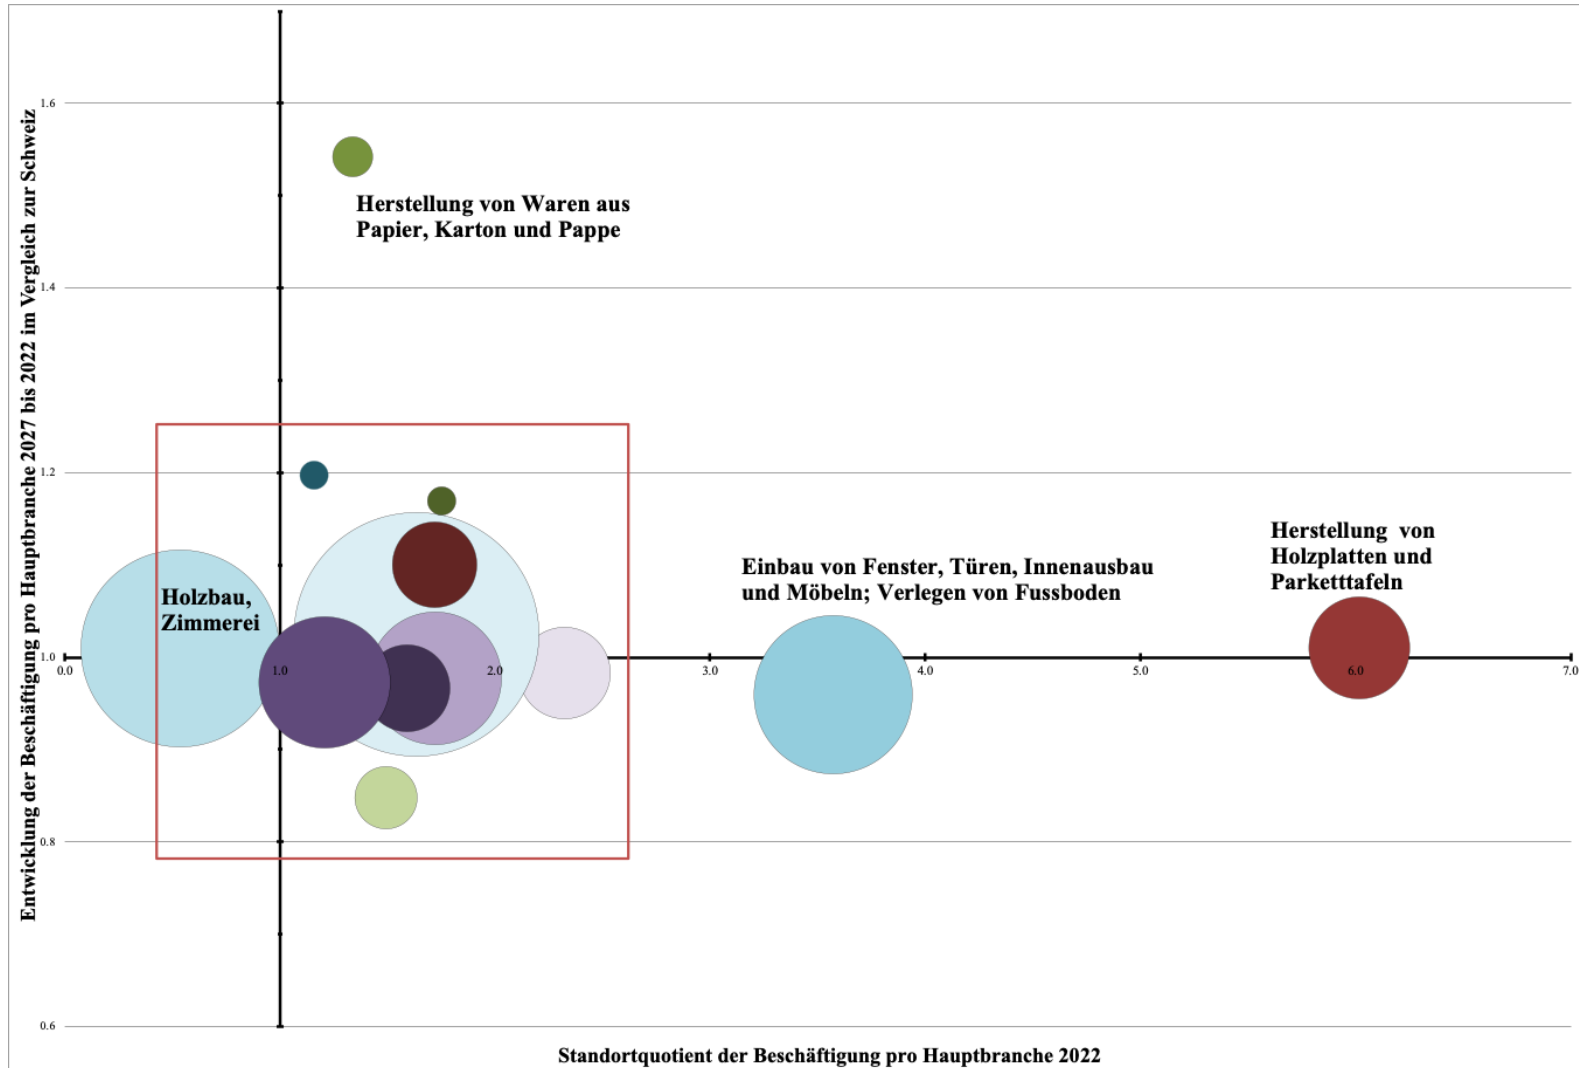 Entwicklung der Beschäftigung pro Hauptbranche 2027 bis 2022 im Vergleich zur Schweiz
1.6
Herstellung von Waren aus
Papier, Karton und Pappe
1.4
1.2
Herstellung von
Holzplatten und
Parketttafeln
Einbau von Fenster, Türen, Innenausbau
und Möbeln; Verlegen von Fussboden
Holzbau,
Zimmerei
1.0
0.0 1.0 2.0 3.0 4.0 5.0 6.0 7.0
0.8
0.6
Standortquotient der Beschäftigung pro Hauptbranche 2022